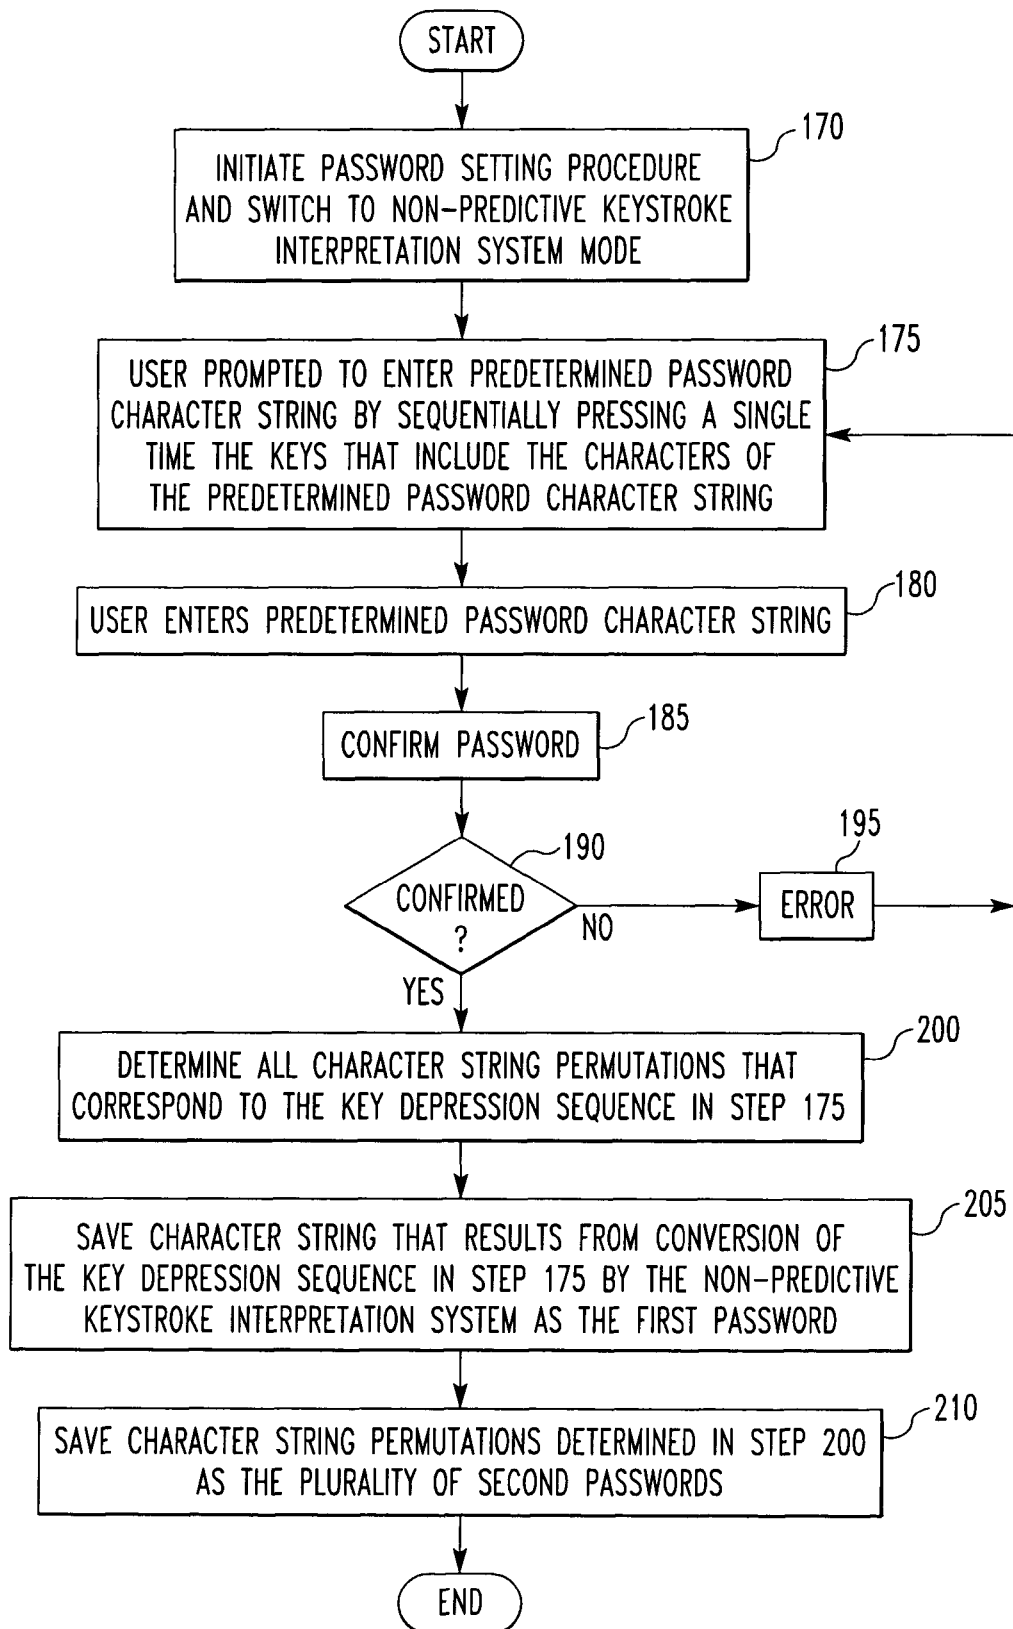 START
170
INITIATE PASSWORD SETTING PROCEDURE
AND SWITCH TO NON-PREDICTIVE KEYSTROKE
INTERPRETATION SYSTEM MODE
175
USER PROMPTED TO ENTER PREDETERMINED PASSWORD
CHARACTER STRING BY SEQUENTIALLY PRESSING A SINGLE
TIME THE KEYS THAT INCLUDE THE CHARACTERS OF
THE PREDETERMINED PASSWORD CHARACTER STRING
180
USER ENTERS PREDETERMINED PASSWORD CHARACTER STRING
185
CONFIRM PASSWORD
190
CONFIRMED
?
NO
195
ERROR
YES
200
DETERMINE ALL CHARACTER STRING PERMUTATIONS THAT
CORRESPOND TO THE KEY DEPRESSION SEQUENCE IN STEP 175
205
SAVE CHARACTER STRING THAT RESULTS FROM CONVERSION OF
THE KEY DEPRESSION SEQUENCE IN STEP 175 BY THE NON-PREDICTIVE
KEYSTROKE INTERPRETATION SYSTEM AS THE FIRST PASSWORD
210
SAVE CHARACTER STRING PERMUTATIONS DETERMINED IN STEP 200
AS THE PLURALITY OF SECOND PASSWORDS
END